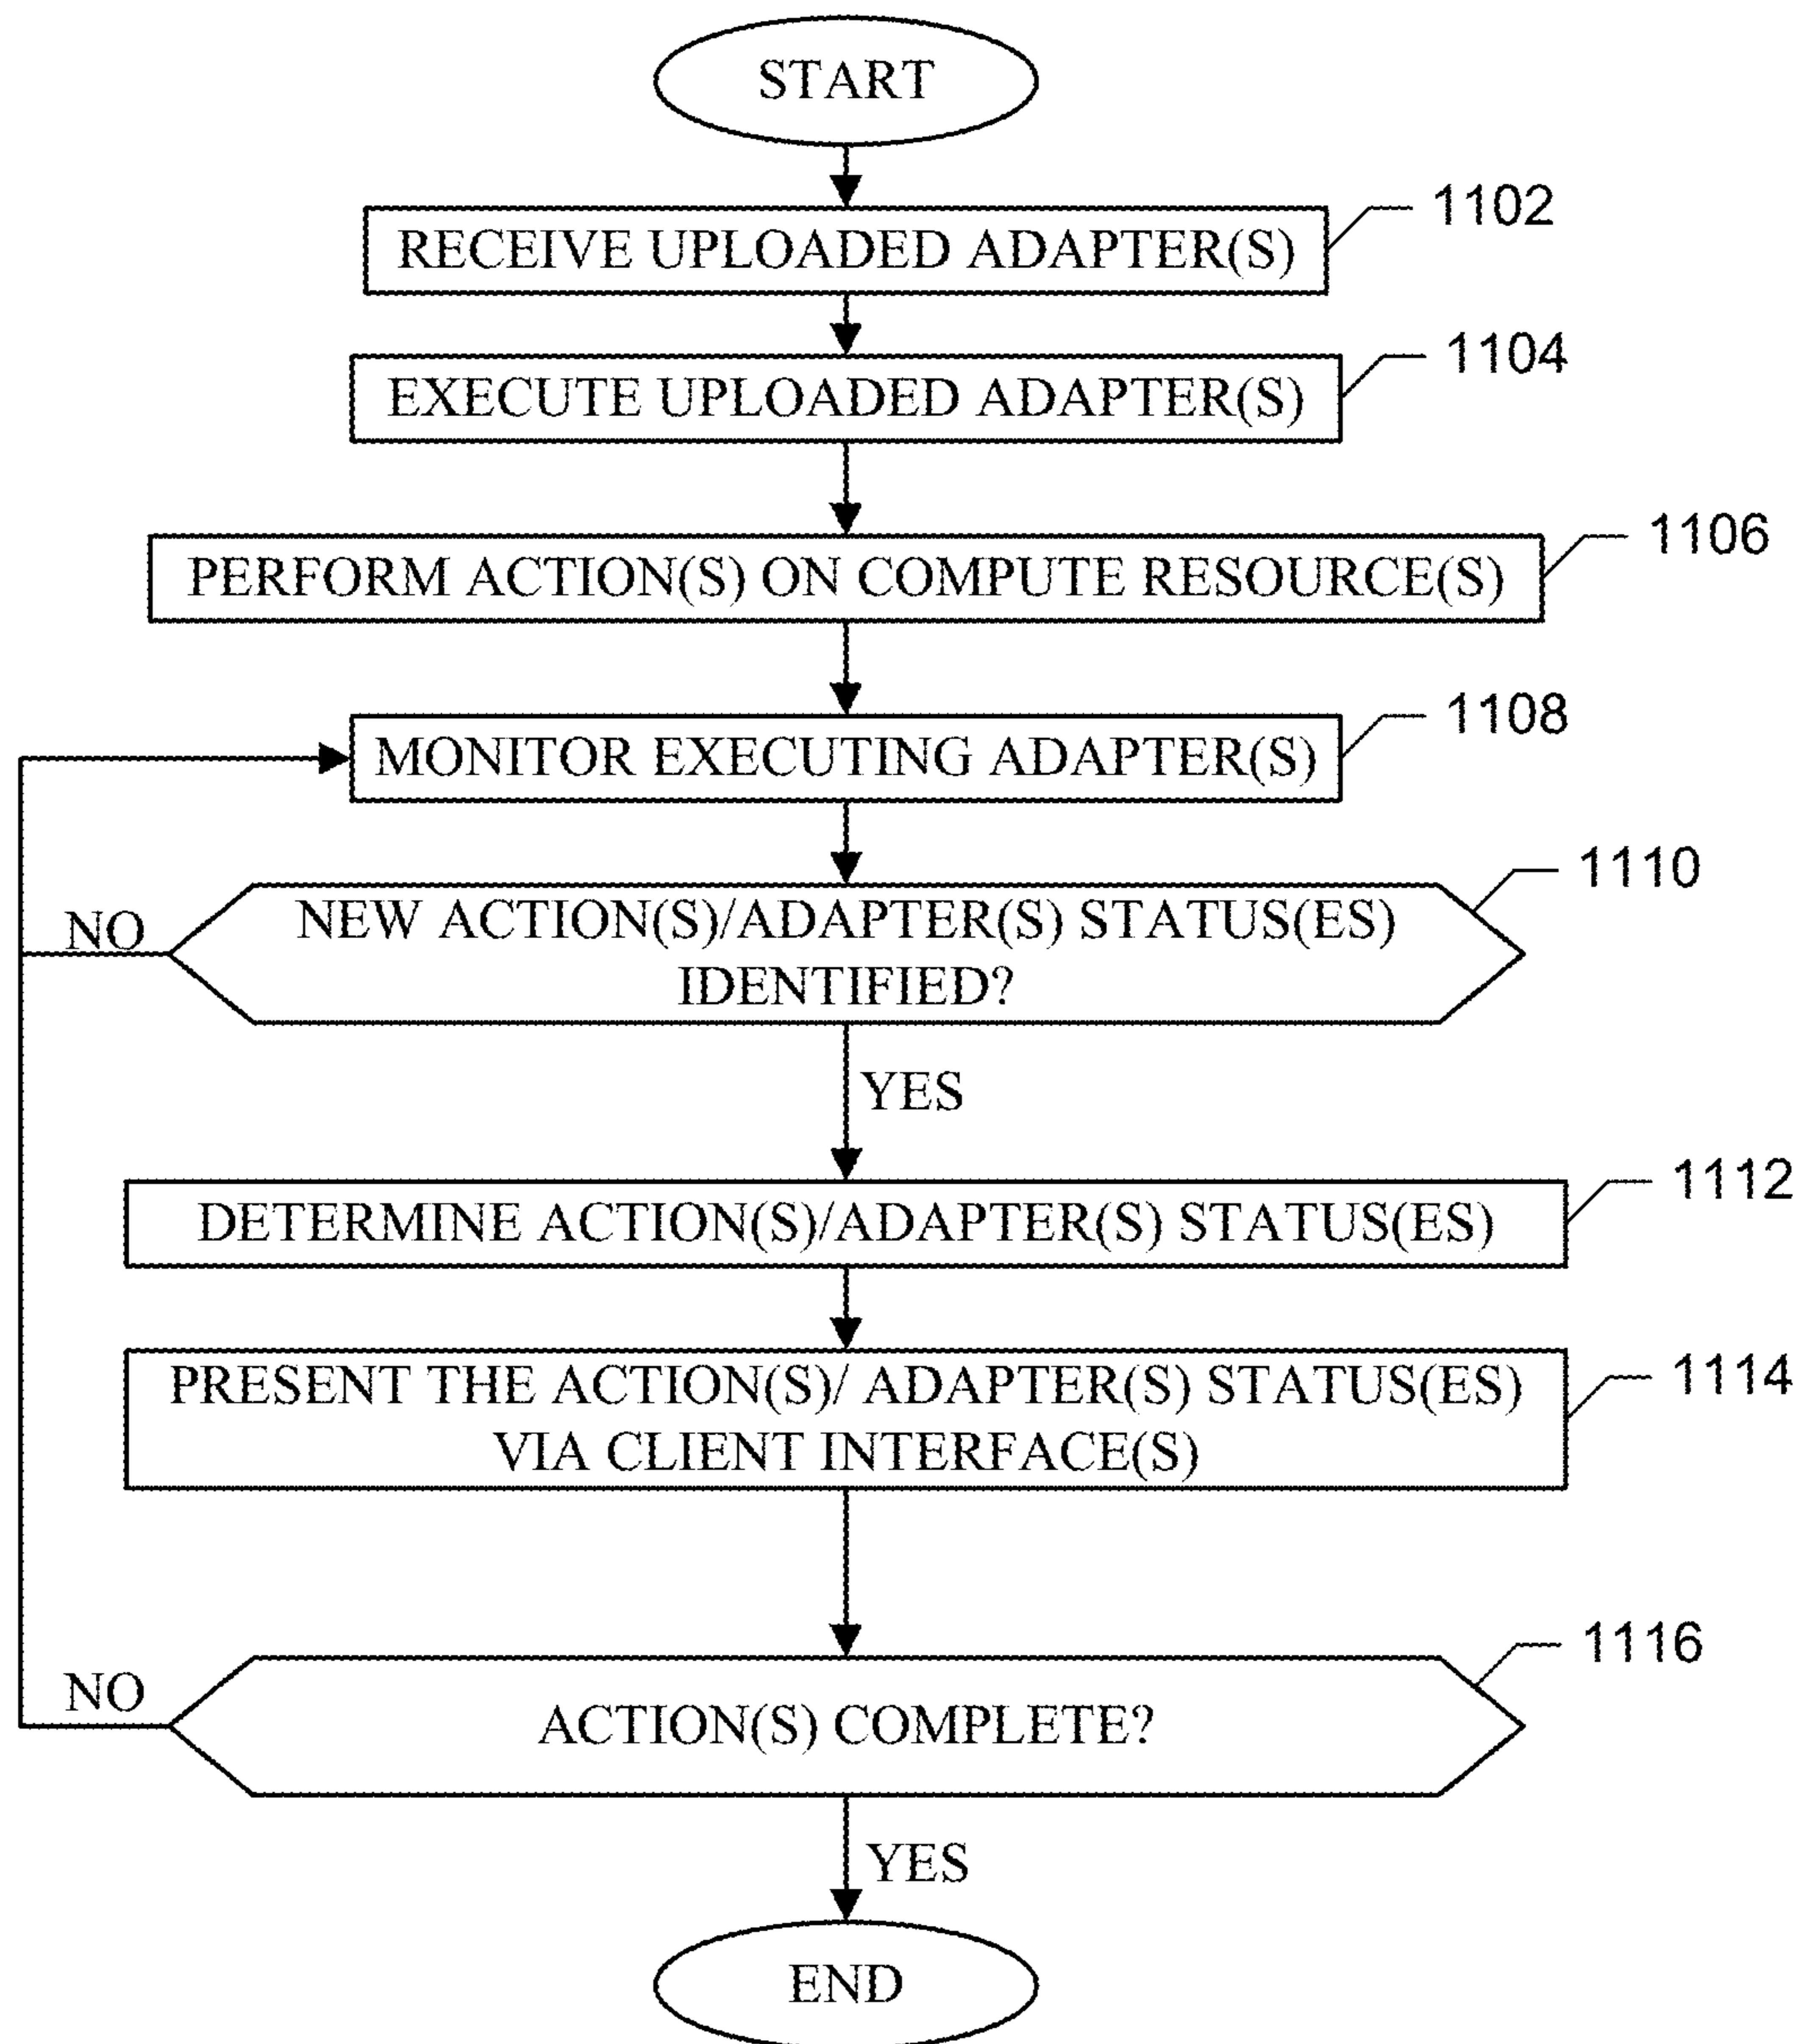 START
RECEIVE UPLOADED ADAPTER(S)
1102
EXECUTE UPLOADED ADAPTER(S)
1104
PERFORM ACTION(S) ON COMPUTE RESOURCE(S)
1106
MONITOR EXECUTING ADAPTER(S)
1108
NEW ACTION(S)/ADAPTER(S) STATUS(ES)
IDENTIFIED?
1110
NO
YES
DETERMINE ACTION(S)/ADAPTER(S) STATUS(ES)
1112
PRESENT THE ACTION(S)/ ADAPTER(S) STATUS(ES)
VIA CLIENT INTERFACE(S)
1114
ACTION(S) COMPLETE?
1116
NO
YES
END